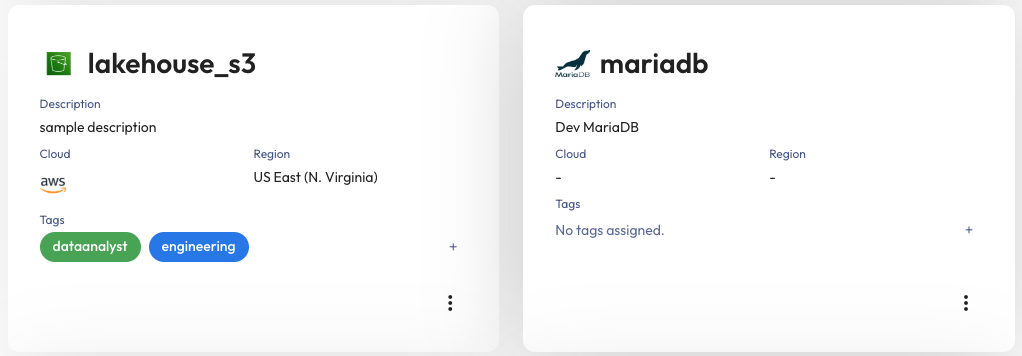 lakehouse_s3
Description
sample description
Cloud
Region
aws
US East (N. Virginia)
Tags
dataanalyst
engineering
+
MariaDB
mariadb
Description
Dev MariaDB
Cloud
Region
-
-
Tags
No tags assigned.
+